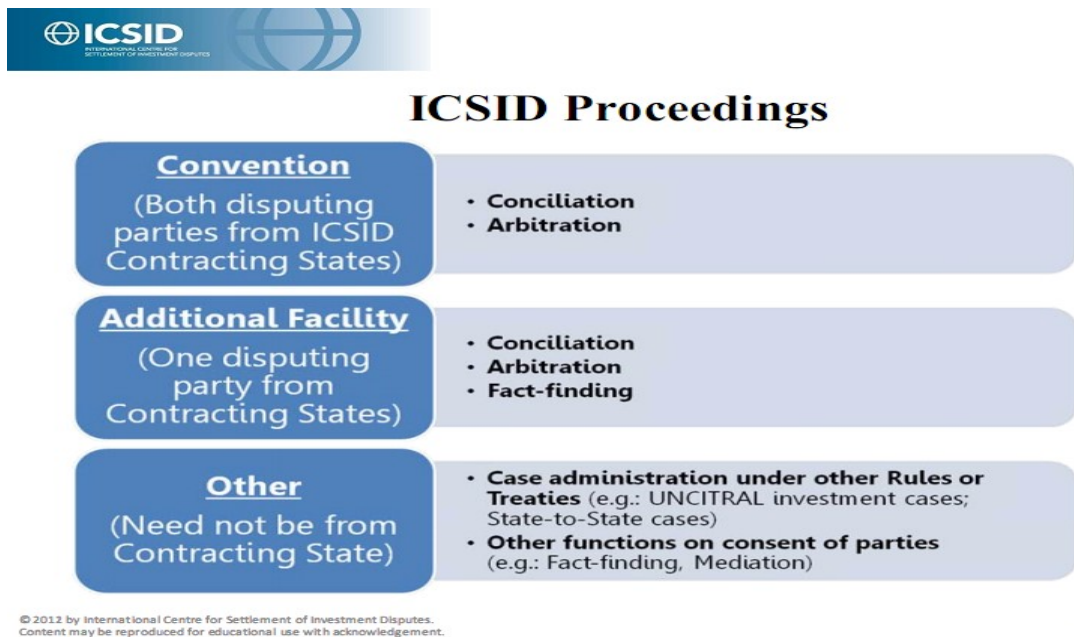 ICSID
INTERNATIONAL CENTRE FOR
SETTLEMENT OF INVESTMENT DISPUTES
ICSID Proceedings
Convention
(Both disputing
parties from ICSID
Contracting States)
• Conciliation
• Arbitration
Additional Facility
(One disputing
party from
Contracting States)
• Conciliation
• Arbitration
• Fact-finding
Other
(Need not be from
Contracting State)
• Case administration under other Rules or
Treaties (e.g.: UNCITRAL investment cases;
State-to-State cases)
• Other functions on consent of parties
(e.g.: Fact-finding, Mediation)
© 2012 by International Centre for Settlement of Investment Disputes.
Content may be reproduced for educational use with acknowledgement.